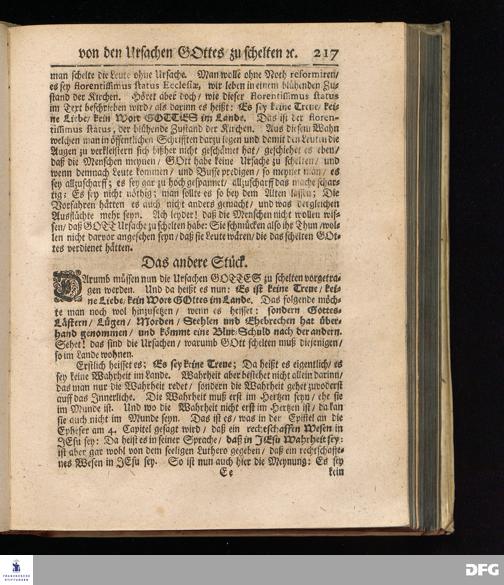 von den Ursachen GOttes zu schelten ꝛc. 217
man schelte die Leute ohne Ursache. Man wolle ohne Noth reformiren/
es sey florentissimus status Ecclesiæ, wir leben in einem blühenden Zu-
stand der Kirchen. Höret aber doch/ wie dieser florentissimus status
im Text beschrieben wird/ als darinn es heißt: Es sey keine Treue/ kei-
ne Liebe/ kein Wort GOTTES im Lande. Das ist der floren-
tissimus status, der blühende Zustand der Kirchen. Aus diesem Wahn
welchen man in öffentlichen Schrifften darzulegen und damit den Leuten die
Augen zu verkleistern sich bißher nicht geschämet hat/ geschiehet es eben/
daß die Menschen meynen/ GOtt habe keine Ursache zu schelten/ und
wenn demnach Leute kommen/ und Busse predigen/ so meynet man/ es
sey allzuscharff; es sey gar zu hoch gespannet/ allzuscharff das mache schar-
tig; Es sey nicht nöthig; man sollte es so bey dem Alten lassen; Die
Vorfahren hätten es auch nicht anders gemacht/ und was dergleichen
Ausflüchte mehr seyn. Ach leyder! daß die Menschen nicht wollen wis-
sen/ daß GOTT Ursache zu schelten habe: Sie schmücken also ihr Thun/ wol-
len nicht darvor angesehen seyn/ daß sie Leute wären/ die das schelten GOt-
tes verdienet hätten.
Das andere Stück.
DArumb müssen nun die Ursachen GOTTES zu schelten vorgetra-
gen werden. Und da heißt es nun: Es ist keine Treue/ kei-
ne Liebe/ kein Wort GOttes im Lande. Das folgende möch-
te man noch wol hinzusetzen/ wenn es heisset: sondern Gottes-
Lästern/ Lügen/ Morden/ Stehlen und Ehebrechen hat über-
hand genommen/ und kömmt eine Blut-Schuld nach der andern.
Sehet! das sind die Ursachen/ warumb GOtt schelten muß diejenigen/
so im Lande wohnen.
Erstlich heisset es: Es sey keine Treue; Da heißt es eigentlich/ es
sey keine Wahrheit im Lande. Wahrheit aber bestehet nicht allein darinn/
das man nur die Wahrheit redet/ sondern die Wahrheit gehet zuvorderst
auff das Innerliche. Die Wahrheit muß erst im Hertzen seyn/ ehe sie
im Munde ist. Und wo die Wahrheit nicht erst im Hertzen ist/ da kan
sie auch nicht im Munde seyn. Das ist es/ was in der Epistel an die
Epheser am 4. Capitel gesagt wird/ daß ein rechtschaffen Wesen in
JEsu sey: Da heist es in seiner Sprache/ daß in JEsu Wahrheit sey:
ist aber gar wohl von dem seeligen Luthero gegeben/ daß ein rechtschaffe-
nes Wesen in JEsu sey. So ist nun auch hier die Meynung: Es sey
Ee kein
FRANCKESCHE
STIFTUNGEN
DFG